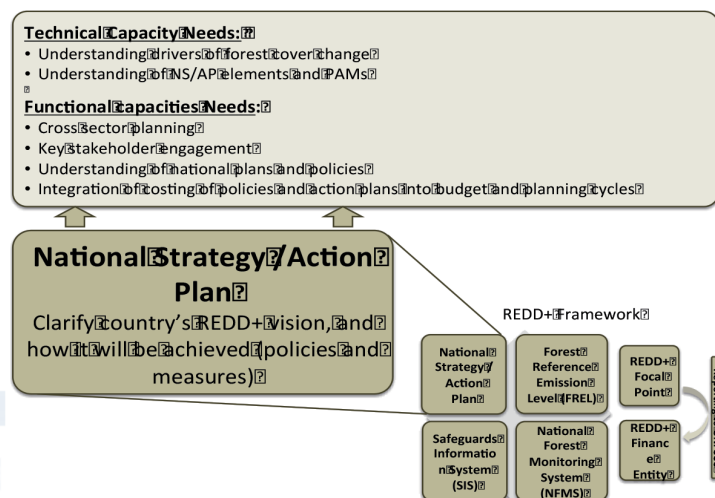 Technical Capacity Needs:
• Understanding drivers of forest cover change
• Understanding of NS/AP elements and PAMs
Functional capacities Needs:
• Cross sector planning
• Key stakeholder engagement
• Understanding of national plans and policies
• Integration of costing of policies and action plans into budget and planning cycles
National Strategy /Action
Plan
Clarify country's REDD+ vision, and
how it will be achieved (policies and
measures)
REDD+ Framework
National
Strategy/
Action
Plan
Forest
Reference
Emission
Level (FREL)
REDD+
Focal
Point
Safeguards
Informatio
n System
(SIS)
National
Forest
Monitoring
System
(NFMS)
REDD+
Financ
e
Entity